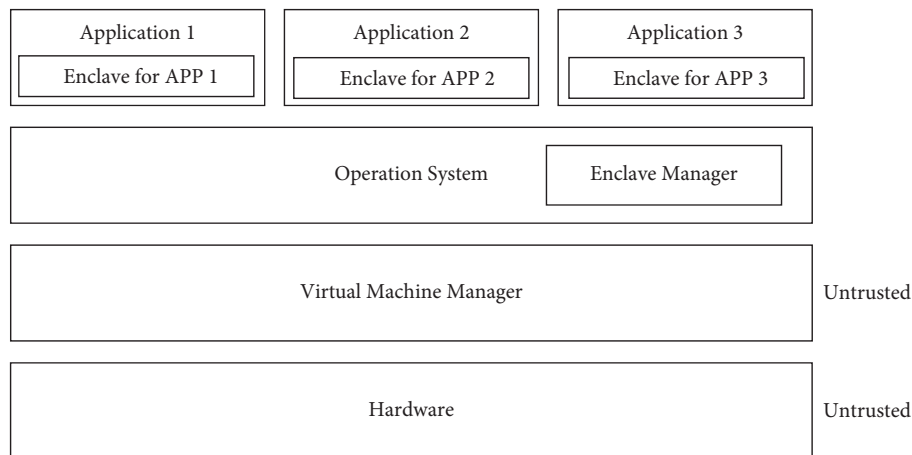 Application 1
Enclave for APP 1
Application 2
Enclave for APP 2
Application 3
Enclave for APP 3
Operation System
Enclave Manager
Virtual Machine Manager
Untrusted
Hardware
Untrusted